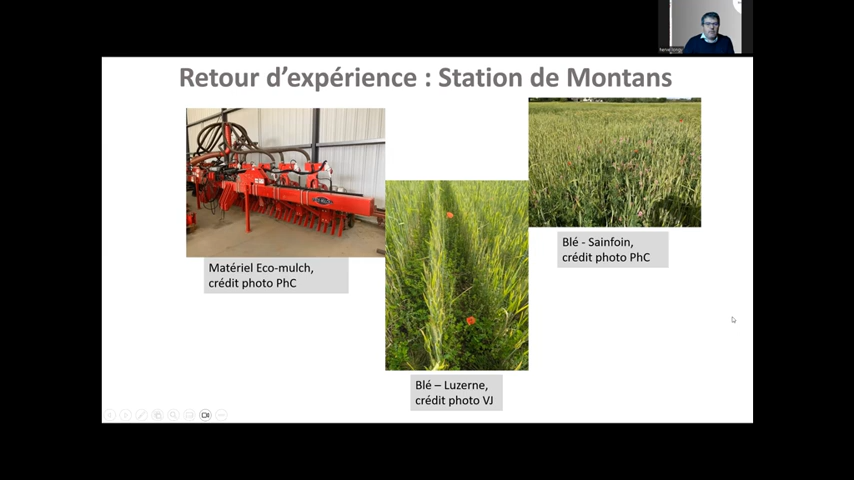 Retour d'expérience : Station de Montans
Matériel Eco-mulch,
crédit photo PhC
Blé - Sainfoin,
crédit photo PhC
Blé – Luzerne,
crédit photo VJ